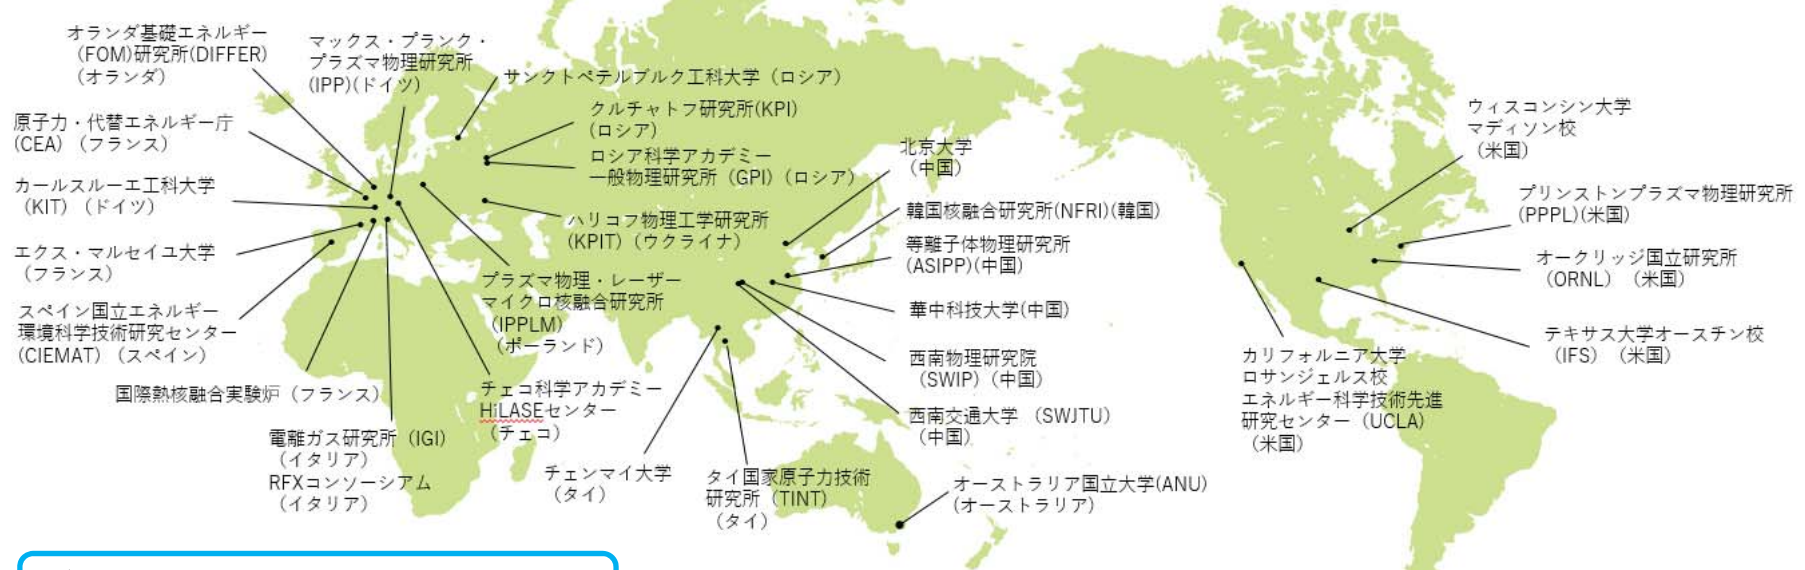 オランダ基礎エネルギー
(FOM)研究所(DIFFER)
(オランダ)
マックス・プランク・
プラズマ物理研究所
(IPP)(ドイツ)
サンクトペテルブルク工科大学（ロシア）
クルチャトフ研究所(KPI)
(ロシア)
ロシア科学アカデミー
一般物理研究所（GPI）（ロシア）
原子力・代替エネルギー庁
(CEA)（フランス）
カールスルーエ工科大学
（KIT）（ドイツ）
エクス・マルセイユ大学
（フランス）
スペイン国立エネルギー
環境科学技術研究センター
(CIEMAT)（スペイン）
国際熱核融合実験炉（フランス）
電離ガス研究所（IGI）
（イタリア）
RFXコンソーシアム
（イタリア）
ハリコフ物理工学研究所
(KPIT)（ウクライナ）
プラズマ物理・レーザー
マイクロ核融合研究所
（IPPLM）
（ポーランド）
チェコ科学アカデミー
HiLASEセンター
（チェコ）
チェンマイ大学
（タイ）
タイ国家原子力技術
研究所（TINT）
（タイ）
北京大学
（中国）
韓国核融合研究所(NFRI)(韓国)
等離子体物理研究所
(ASIPP)(中国)
華中科技大学(中国)
西南物理研究院
（SWIP）（中国）
西南交通大学 （SWJTU）
（中国）
オーストラリア国立大学(ANU)
(オーストラリア)
ウィスコンシン大学
マディソン校
（米国）
プリンストンプラズマ物理研究所
(PPPL)(米国)
オークリッジ国立研究所
（ORNL）（米国）
テキサス大学オースチン校
（IFS）（米国）
カリフォルニア大学
ロサンジェルス校
エネルギー科学技術先進
研究センター（UCLA）
（米国）